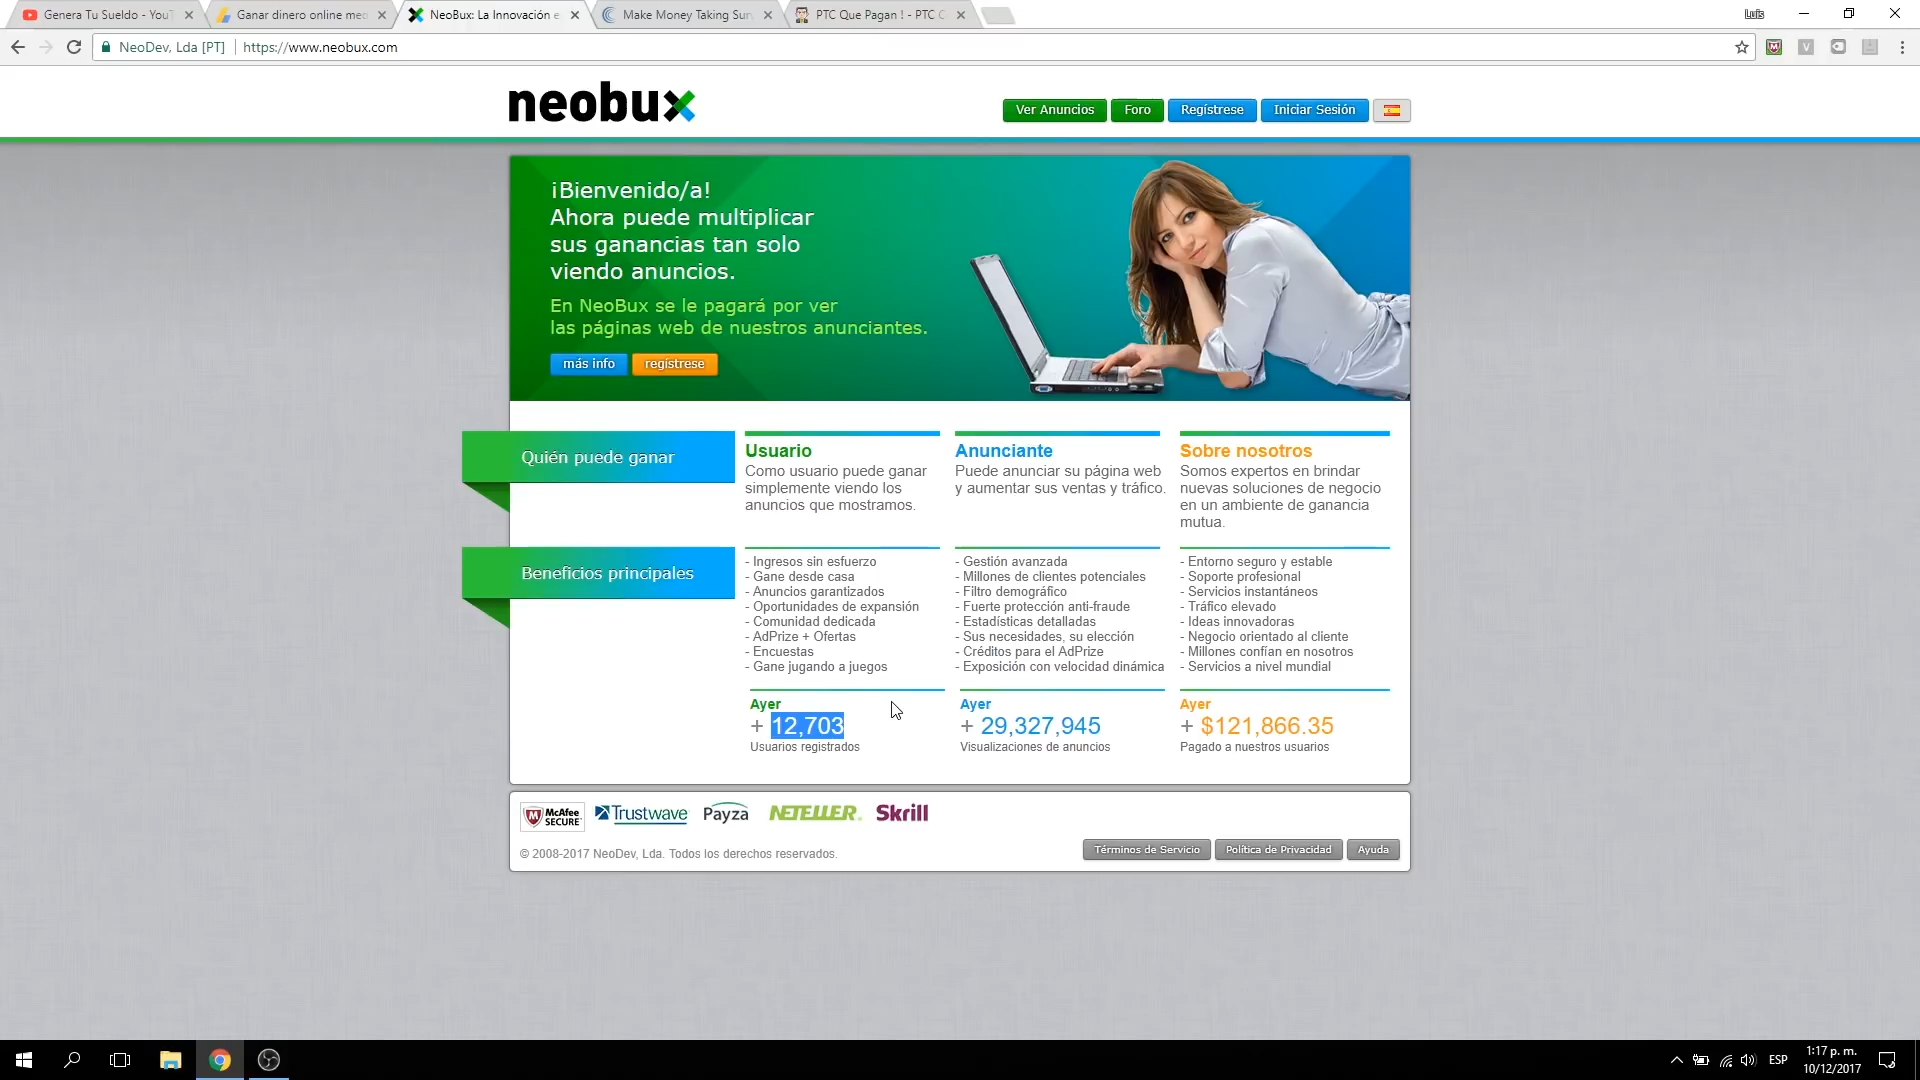 Genera Tu Sueldo - You
Ganar dinero online me
NeoBux: La Innovación e
Make Money Taking Sur
PTC Que Pagan ! - PTC
Luis
NeoDev, Lda [PT]
https://www.neobux.com
neobux
Ver Anuncios
Foro
Regístrese
Iniciar Sesión
¡Bienvenido/a!
Ahora puede multiplicar
sus ganancias tan solo
viendo anuncios.
En NeoBux se le pagará por ver
las páginas web de nuestros anunciantes.
más info
regístrese
Quién puede ganar
Usuario
Como usuario puede ganar
simplemente viendo los
anuncios que mostramos.
Anunciante
Puede anunciar su página web
y aumentar sus ventas y tráfico.
Sobre nosotros
Somos expertos en brindar
nuevas soluciones de negocio
en un ambiente de ganancia
mutua.
Beneficios principales
- Ingresos sin esfuerzo
- Gane desde casa
- Anuncios garantizados
- Oportunidades de expansión
- Comunidad dedicada
- AdPrize + Ofertas
- Encuestas
- Gane jugando a juegos
- Gestión avanzada
- Millones de clientes potenciales
- Filtro demográfico
- Fuerte protección anti-fraude
- Estadísticas detalladas
- Sus necesidades, su elección
- Créditos para el AdPrize
- Exposición con velocidad dinámica
- Entorno seguro y estable
- Soporte profesional
- Servicios instantáneos
- Tráfico elevado
- Ideas innovadoras
- Negocio orientado al cliente
- Millones confían en nosotros
- Servicios a nivel mundial
Ayer
+ 12,703
Usuarios registrados
Ayer
+ 29,327,945
Visualizaciones de anuncios
Ayer
+ $121,866.35
Pagado a nuestros usuarios
McAfee
SECURE
Trustwave
Payza
NETELLER
Skrill
© 2008-2017 NeoDev, Lda. Todos los derechos reservados.
Términos de Servicio
Política de Privacidad
Ayuda
ESP
1:17 p. m.
10/12/2017